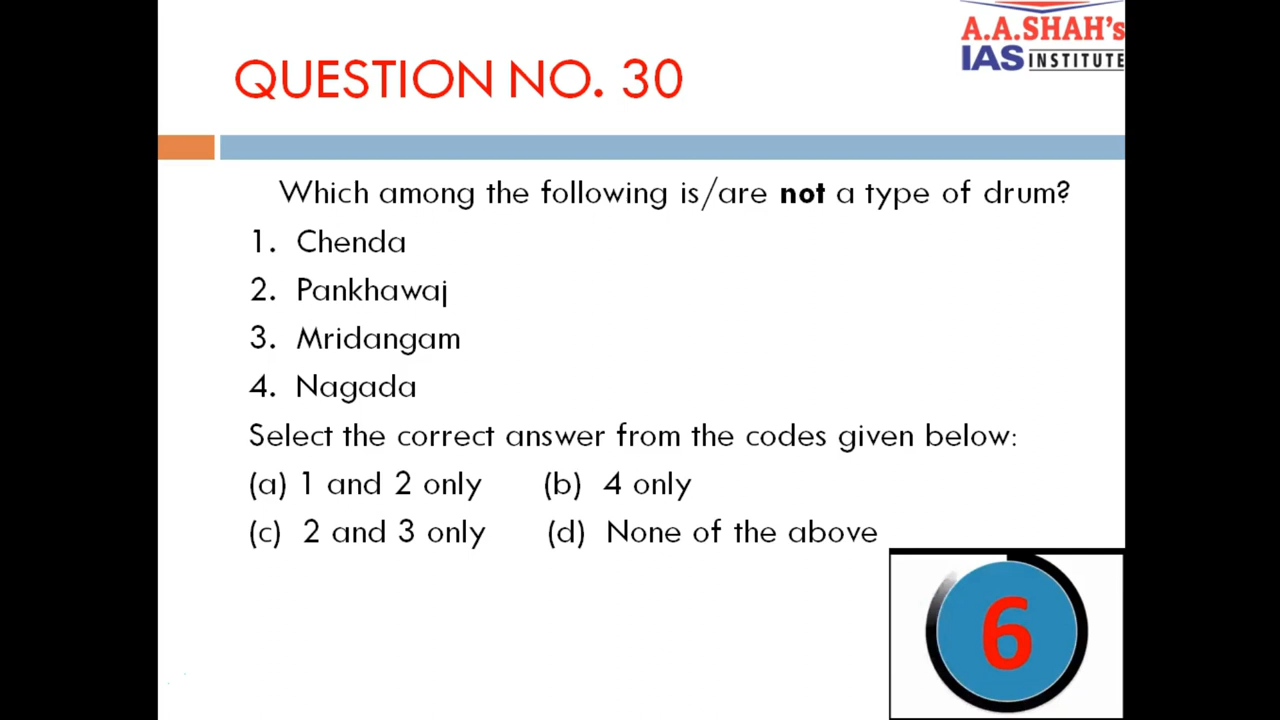 A.A.SHAH's
IAS INSTITUTE
QUESTION NO. 30
Which among the following is/are not a type of drum?
1. Chenda
2. Pankhawaj
3. Mridangam
4. Nagada
Select the correct answer from the codes given below:
(a) 1 and 2 only (b) 4 only
(c) 2 and 3 only (d) None of the above
6